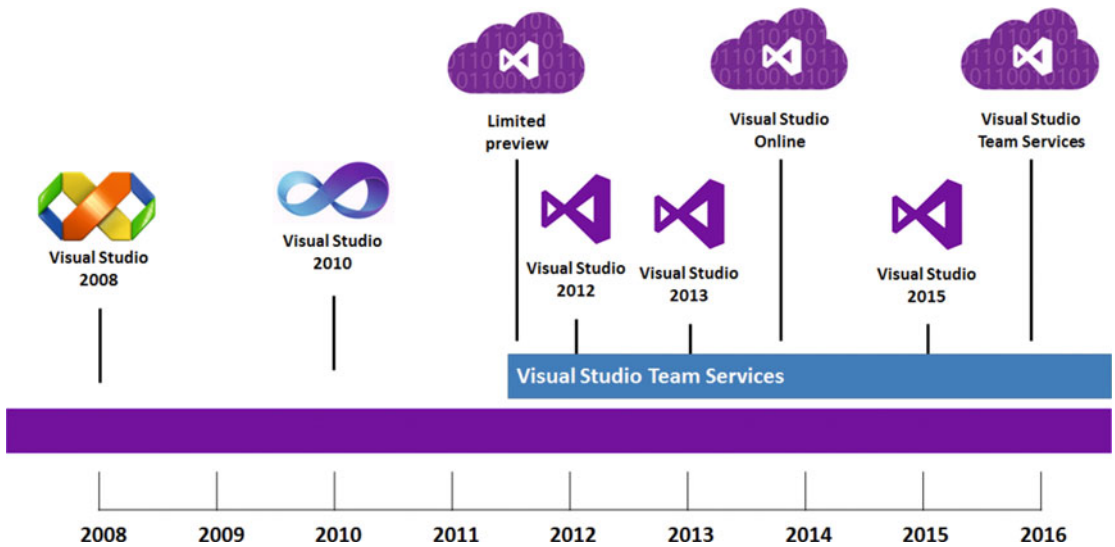 Limited
preview
Visual Studio
Online
Visual Studio
Team Services
Visual Studio
2008
Visual Studio
2010
Visual Studio
2012
Visual Studio
2013
Visual Studio
2015
Visual Studio Team Services
2008
2009
2010
2011
2012
2013
2014
2015
2016